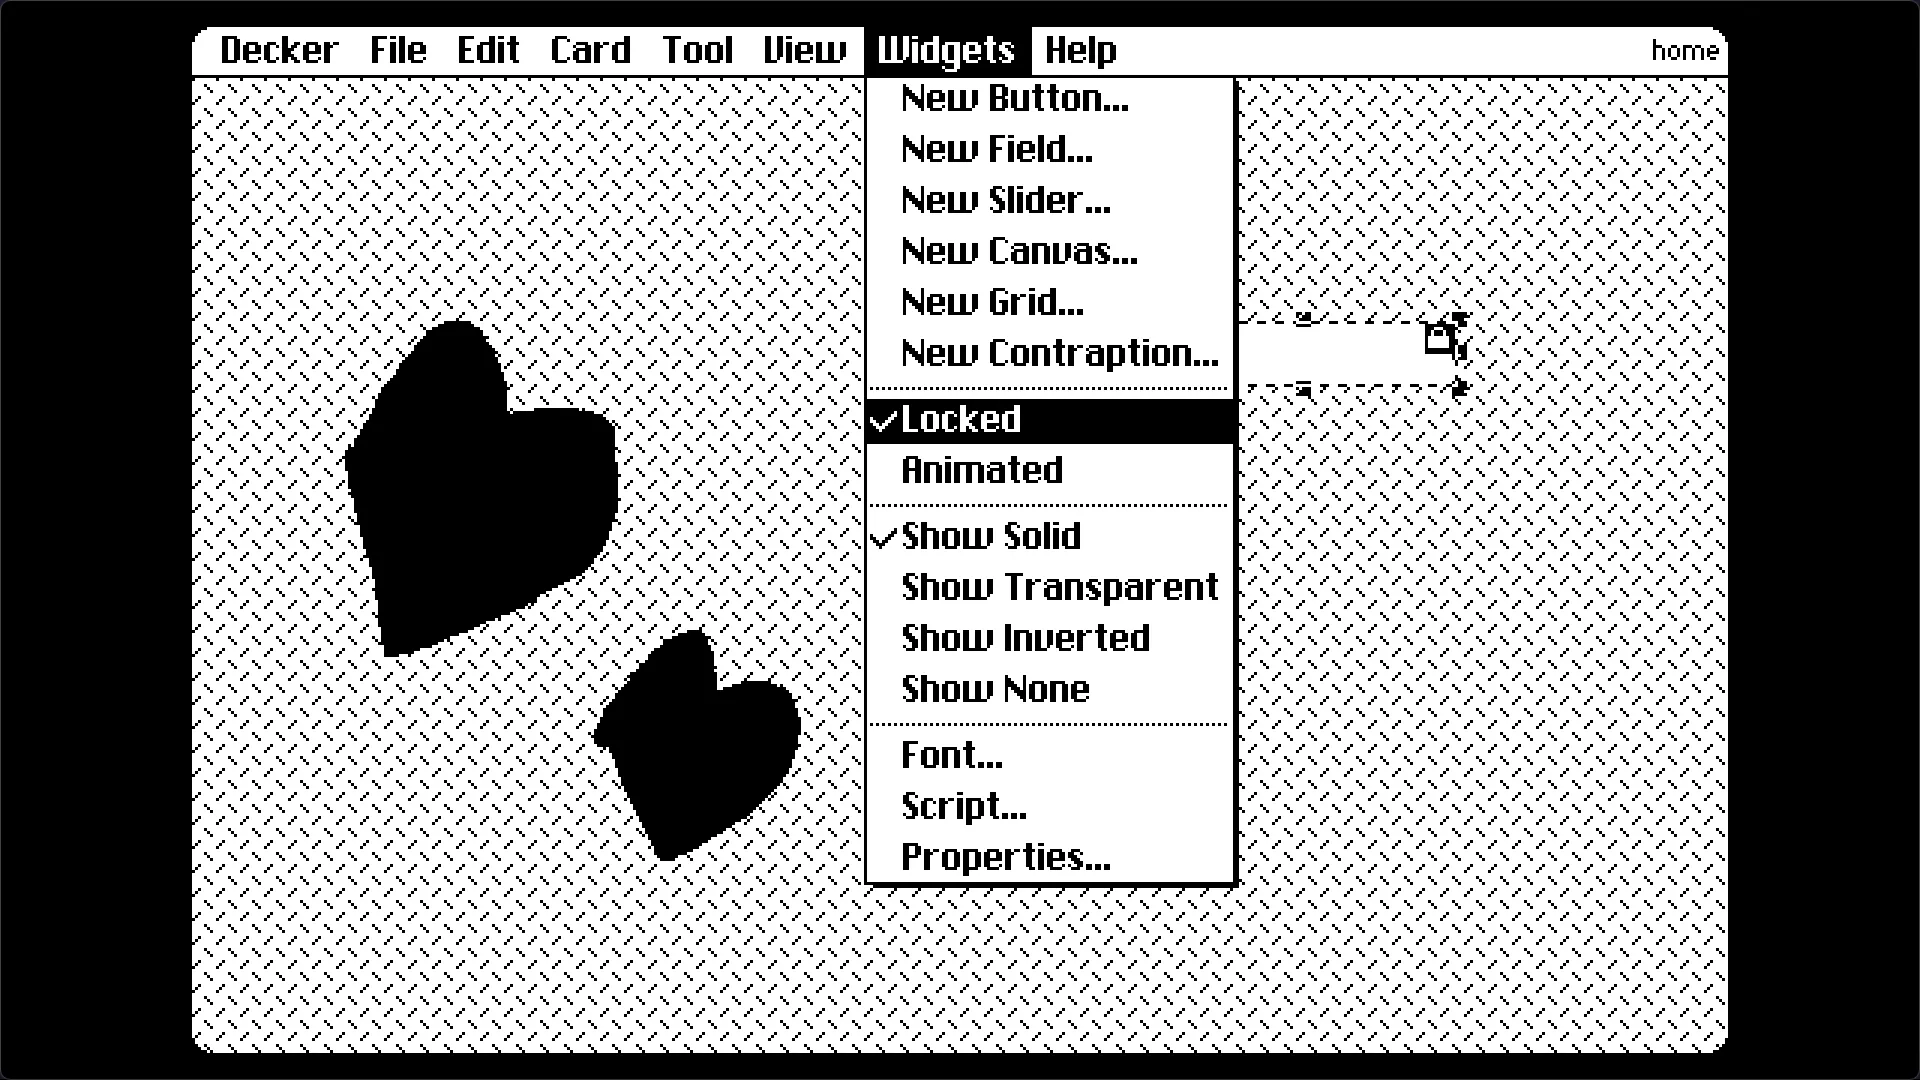 Decker File Edit Card Tool View Widgets Help home
New Button...
New Field...
New Slider...
New Canvas...
New Grid...
New Contraption...
Locked
Animated
Show Solid
Show Transparent
Show Inverted
Show None
Font...
Script...
Properties...